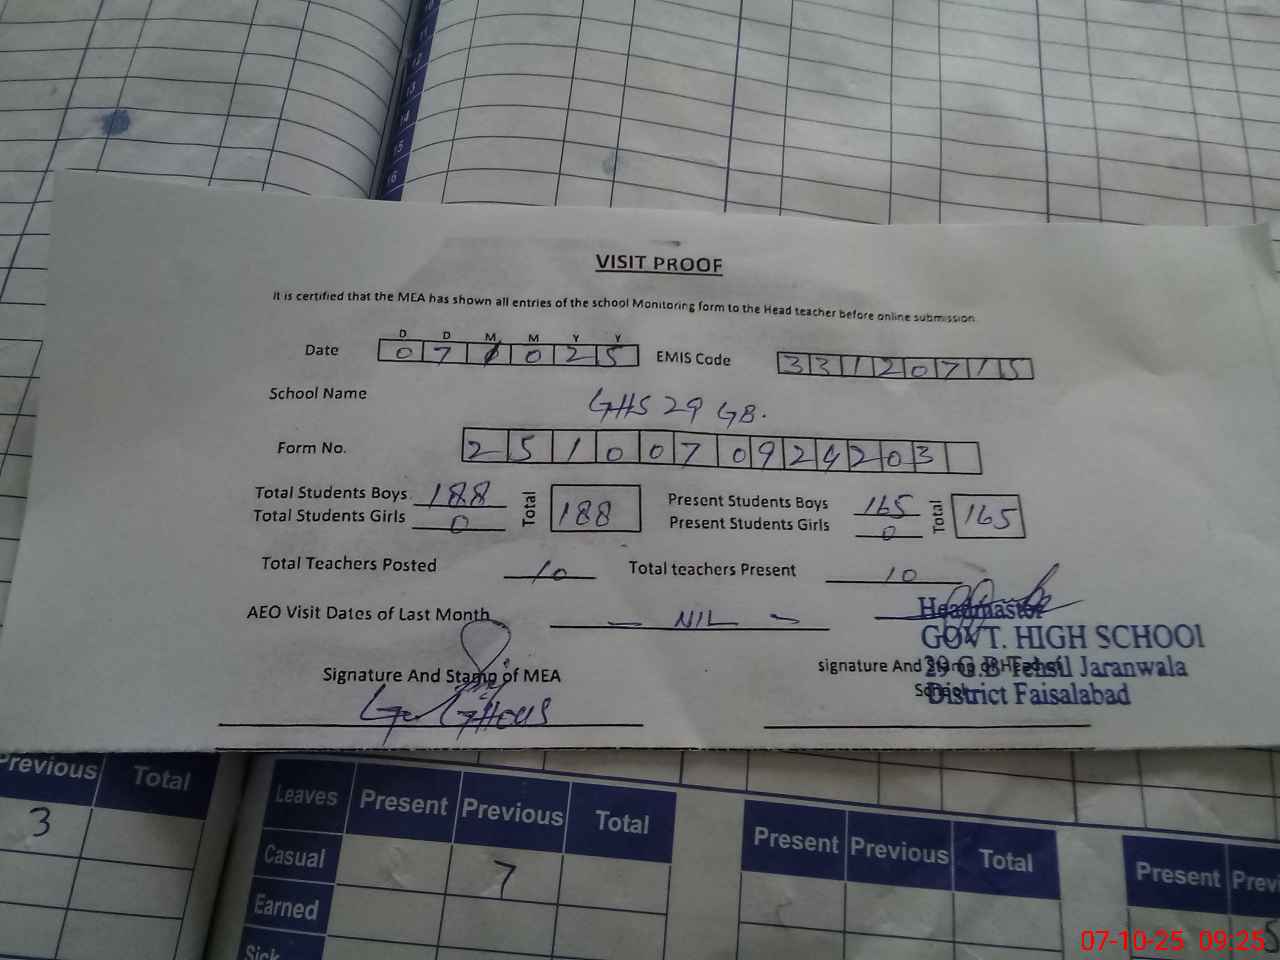 VISIT PROOF
It is certified that the MEA has shown all entries of the school Monitoring form to the Head teacher before online submission.
D D M M Y Y
Date 0 7 1 0 2 5 EMIS Code 3 3 1 2 0 7 1 5
School Name GHS 29 GB.
Form No. 2 5 1 0 0 7 0 9 2 4 2 0 3
Total Students Boys 188 Total 188 Present Students Boys 165 Total 165
Total Students Girls 0 Present Students Girls 0
Total Teachers Posted 10 Total teachers Present 10
AEO Visit Dates of Last Month — NIL —
Headmaster
GOVT. HIGH SCHOOL
29 G.B Tehsil Jaranwala
District Faisalabad
Signature And Stamp of MEA signature And Stamp of Head of
School
Previous Total
3
Leaves Present Previous Total
Casual 7
Earned
Sick
Present Previous Total
Present
07-10-25 09:25